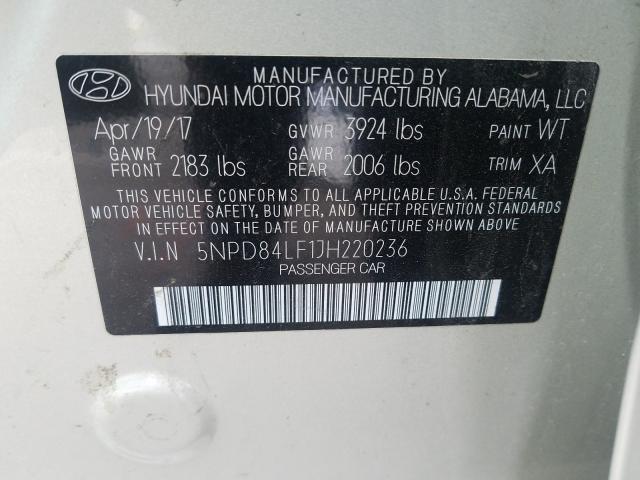 MANUFACTURED BY
HYUNDAI MOTOR MANUFACTURING ALABAMA, LLC
Apr/19/17 GVWR 3924 lbs PAINT WT
GAWR FRONT 2183 lbs GAWR REAR 2006 lbs TRIM XA
THIS VEHICLE CONFORMS TO ALL APPLICABLE U.S.A. FEDERAL
MOTOR VEHICLE SAFETY, BUMPER, AND THEFT PREVENTION
STANDARDS IN EFFECT ON THE DATE OF MANUFACTURE SHOWN ABOVE
V.I.N 5NPD84LF1JH220236
PASSENGER CAR